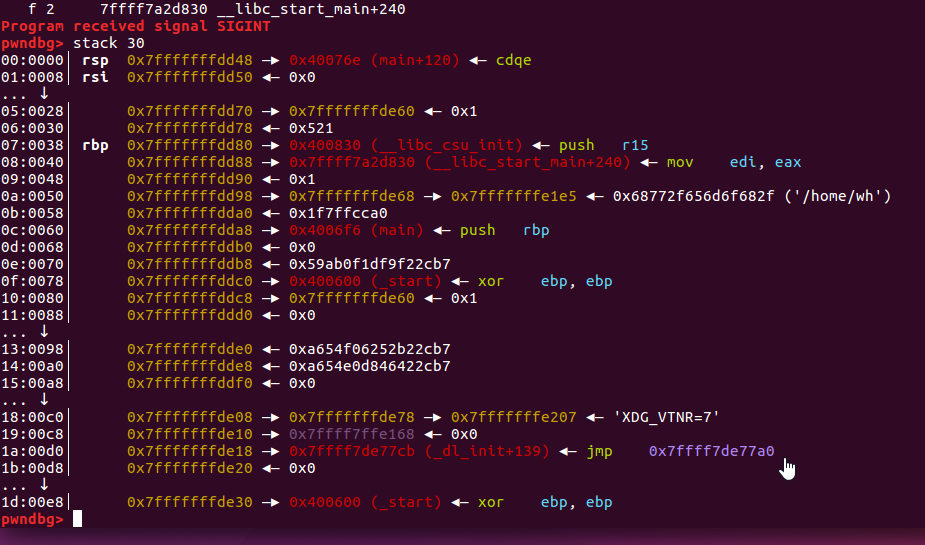 f 2     7ffff7a2d830 __libc_start_main+240
Program received signal SIGINT
pwndbg> stack 30
00:0000│ rsp  0x7fffffffdd48 —▸ 0x40076e (main+120) ◂— cdqe
01:0008│ rsi  0x7fffffffdd50 ◂— 0x0
... ↓
05:0028│      0x7fffffffdd70 —▸ 0x7fffffffde60 ◂— 0x1
06:0030│      0x7fffffffdd78 ◂— 0x521
07:0038│ rbp  0x7fffffffdd80 —▸ 0x400830 (__libc_csu_init) ◂— push   r15
08:0040│      0x7fffffffdd88 —▸ 0x7ffff7a2d830 (__libc_start_main+240) ◂— mov    edi, eax
09:0048│      0x7fffffffdd90 ◂— 0x1
0a:0050│      0x7fffffffdd98 —▸ 0x7fffffffde68 —▸ 0x7fffffffe1e5 ◂— 0x68772f656d6f682f ('/home/wh')
0b:0058│      0x7fffffffdda0 ◂— 0x1f7ffcca0
0c:0060│      0x7fffffffdda8 —▸ 0x4006f6 (main) ◂— push   rbp
0d:0068│      0x7fffffffddb0 ◂— 0x0
0e:0070│      0x7fffffffddb8 ◂— 0x59ab0f1df9f22cb7
0f:0078│      0x7fffffffddc0 —▸ 0x400600 (_start) ◂— xor    ebp, ebp
10:0080│      0x7fffffffddc8 —▸ 0x7fffffffde60 ◂— 0x1
11:0088│      0x7fffffffddd0 ◂— 0x0
... ↓
13:0098│      0x7fffffffdde0 ◂— 0xa654f06252b22cb7
14:00a0│      0x7fffffffdde8 ◂— 0xa654e0d846422cb7
15:00a8│      0x7fffffffddf0 ◂— 0x0
... ↓
18:00c0│      0x7fffffffde08 —▸ 0x7fffffffde78 —▸ 0x7fffffffe207 ◂— 'XDG_VTNR=7'
19:00c8│      0x7fffffffde10 —▸ 0x7ffff7ffe168 ◂— 0x0
1a:00d0│      0x7fffffffde18 —▸ 0x7ffff7de77cb (_dl_init+139) ◂— jmp    0x7ffff7de77a0
1b:00d8│      0x7fffffffde20 ◂— 0x0
... ↓
1d:00e8│      0x7fffffffde30 —▸ 0x400600 (_start) ◂— xor    ebp, ebp
pwndbg>